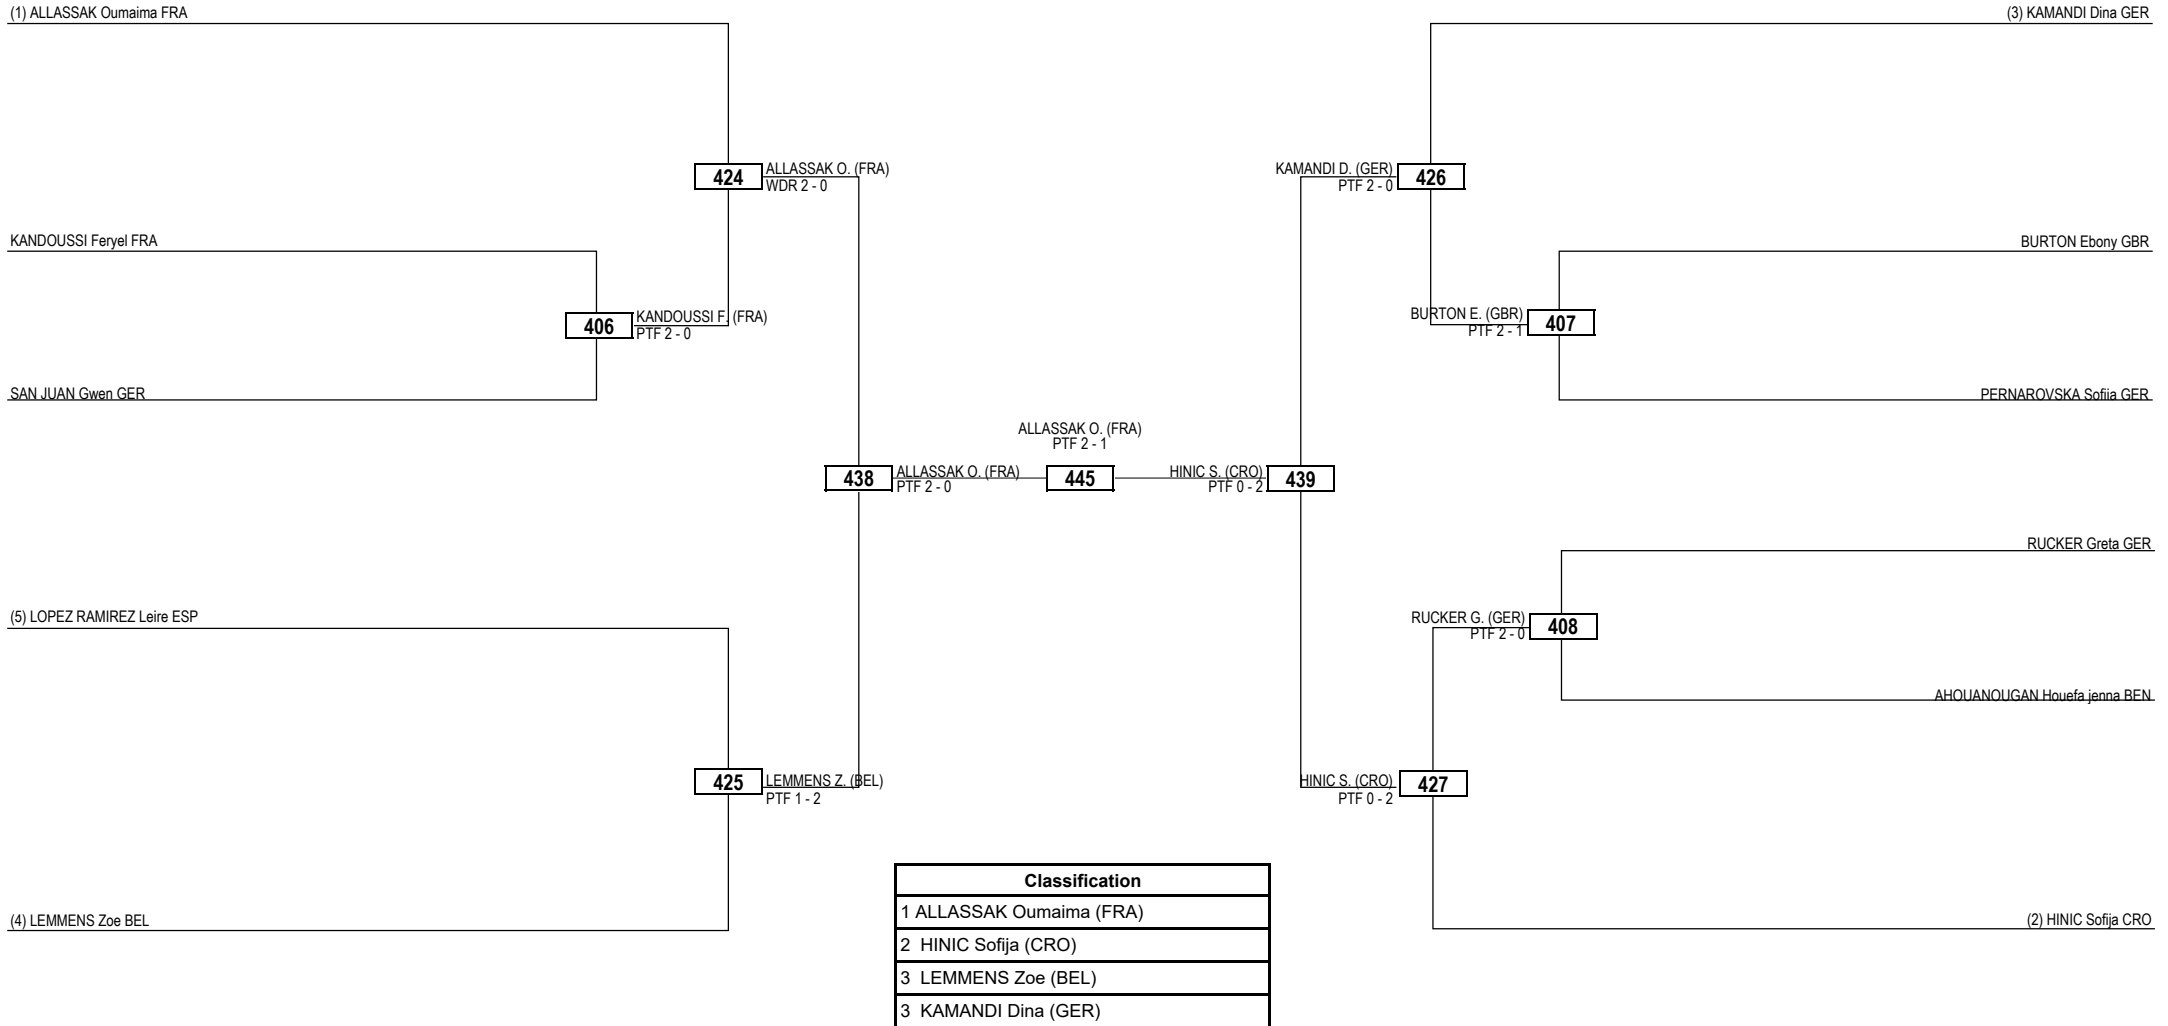 (1) ALLASSAK Oumaima FRA
(3) KAMANDI Dina GER
424
ALLASSAK O. (FRA)
WDR 2 - 0
KAMANDI D. (GER)
PTF 2 - 0
426
KANDOUSSI Feryel FRA
BURTON Ebony GBR
406
KANDOUSSI F. (FRA)
PTF 2 - 0
BURTON E. (GBR)
PTF 2 - 1
407
SAN JUAN Gwen GER
PERNAROVSKA Sofiia GER
ALLASSAK O. (FRA)
PTF 2 - 1
438
ALLASSAK O. (FRA)
PTF 2 - 0
445
HINIC S. (CRO)
PTF 0 - 2
439
RUCKER Greta GER
(5) LOPEZ RAMIREZ Leire ESP
RUCKER G. (GER)
PTF 2 - 0
408
AHOUANOUGAN Houefa jenna BEN
425
LEMMENS Z. (BEL)
PTF 1 - 2
HINIC S. (CRO)
PTF 0 - 2
427
(4) LEMMENS Zoe BEL
(2) HINIC Sofija CRO
Classification
1 ALLASSAK Oumaima (FRA)
2 HINIC Sofija (CRO)
3 LEMMENS Zoe (BEL)
3 KAMANDI Dina (GER)